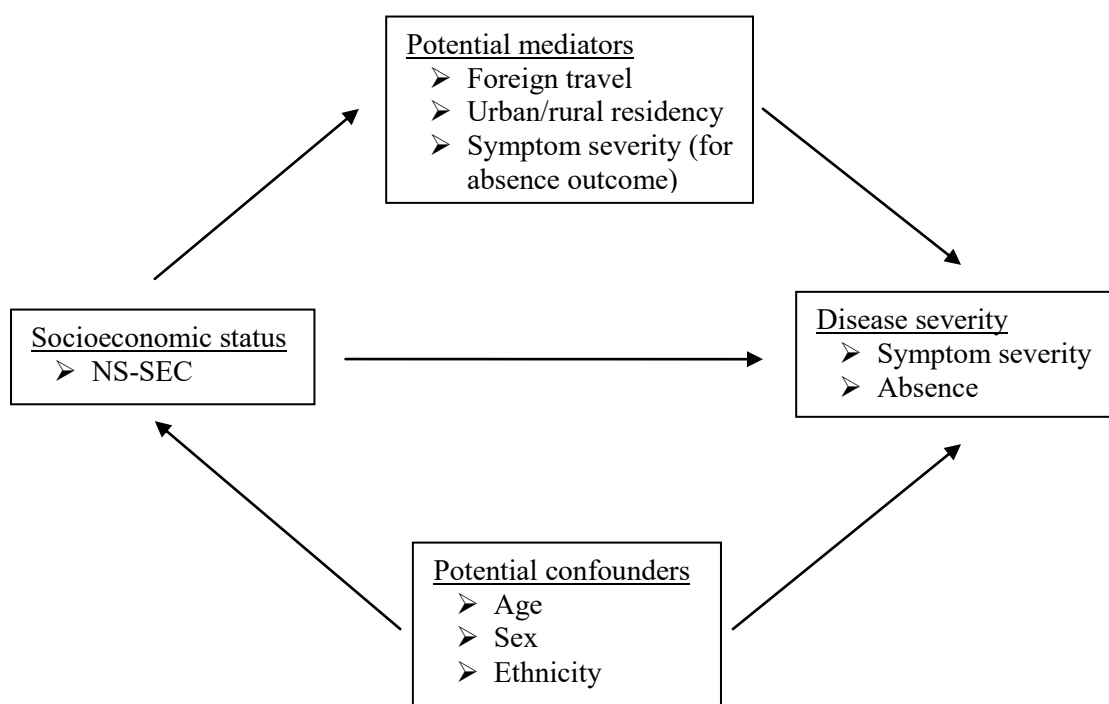 Potential mediators
➢ Foreign travel
➢ Urban/rural residency
➢ Symptom severity (for
absence outcome)
Socioeconomic status
➢ NS-SEC
Disease severity
➢ Symptom severity
➢ Absence
Potential confounders
➢ Age
➢ Sex
➢ Ethnicity